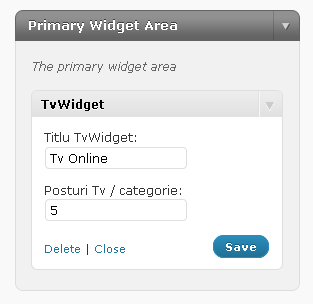 Primary Widget Area
The primary widget area
TvWidget
Titlu TvWidget:
Tv Online
Posturi Tv / categorie:
5
Delete | Close
Save